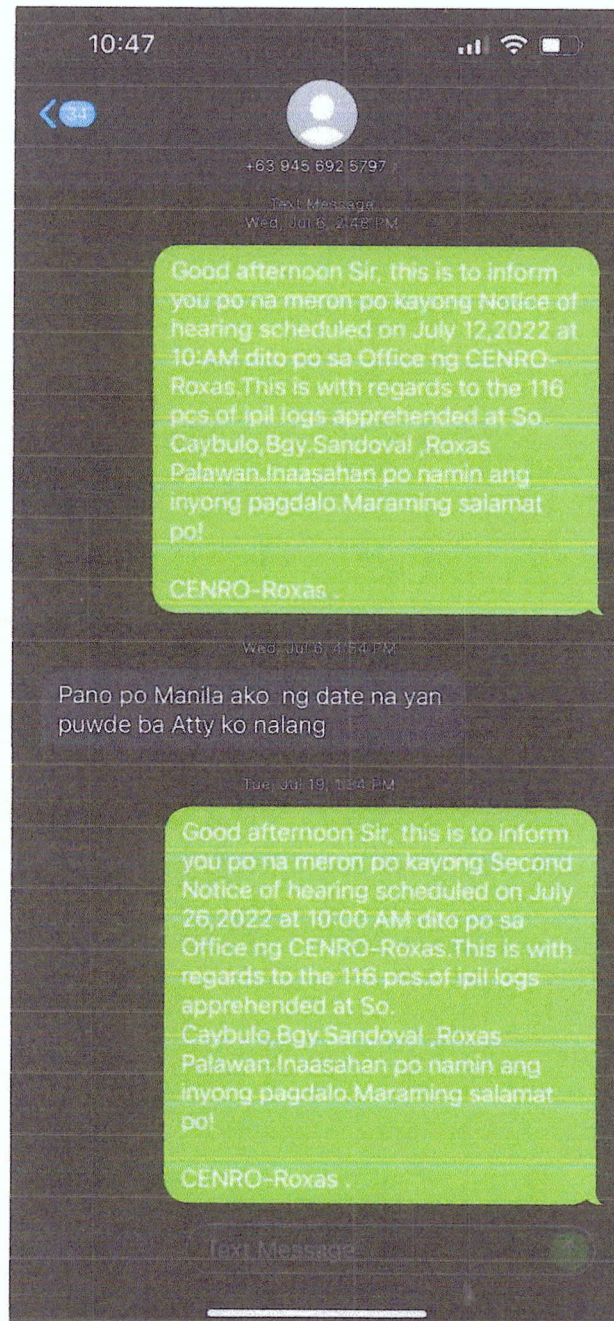 10:47
34
+63 945 692 5797
Text Message
Wed, Jul 6, 2:48 PM
Good afternoon Sir, this is to inform
you po na meron po kayong Notice of
hearing scheduled on July 12,2022 at
10:AM dito po sa Office ng CENRO-
Roxas.This is with regards to the 116
pcs.of ipil logs apprehended at So.
Caybulo,Bgy.Sandoval ,Roxas
Palawan.Inaasahan po namin ang
inyong pagdalo.Maraming salamat
po!
CENRO-Roxas .
Wed, Jul 6, 4:54 PM
Pano po Manila ako  ng date na yan
puwde ba Atty ko nalang
Tue, Jul 19, 1:34 PM
Good afternoon Sir, this is to inform
you po na meron po kayong Second
Notice of hearing scheduled on July
26,2022 at 10:00 AM dito po sa
Office ng CENRO-Roxas.This is with
regards to the 116 pcs.of ipil logs
apprehended at So.
Caybulo,Bgy.Sandoval ,Roxas
Palawan.Inaasahan po namin ang
inyong pagdalo.Maraming salamat
po!
CENRO-Roxas .
Text Message